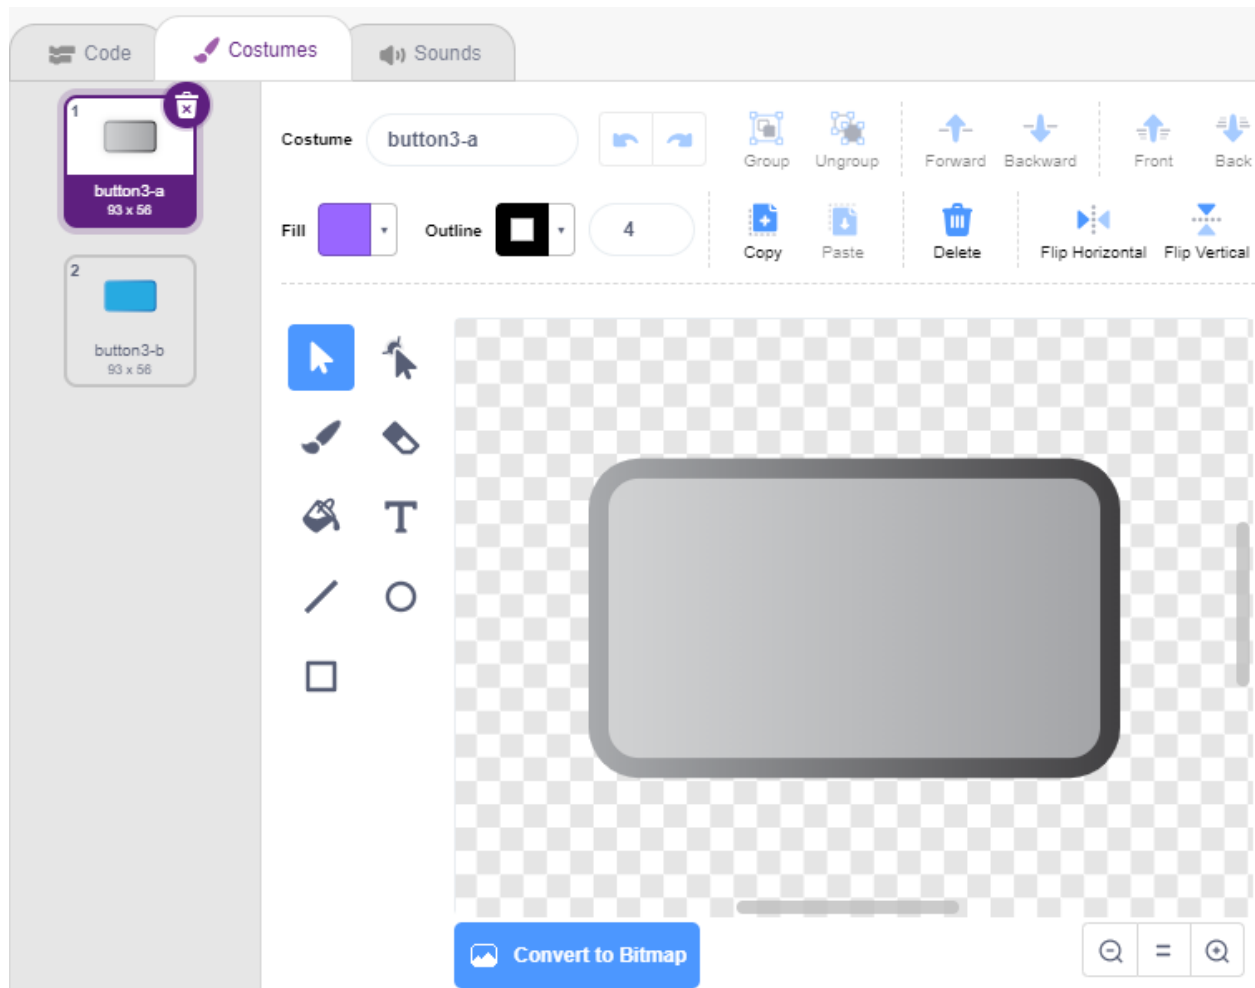 Code
Costumes
Sounds
1
button3-a
93 x 56
2
button3-b
93 x 56
Costume
button3-a
Group
Ungroup
Forward
Backward
Front
Back
Fill
Outline
4
Copy
Paste
Delete
Flip Horizontal
Flip Vertical
T
Convert to Bitmap